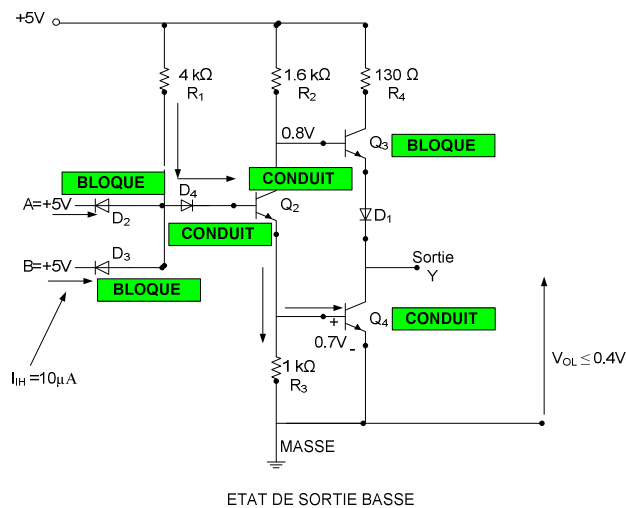 +5V
4 kΩ
R1
1.6 kΩ
R2
130 Ω
R4
0.8V
Q3
BLOQUE
BLOQUE
D4
CONDUIT
A=+5V
D2
Q2
D1
CONDUIT
B=+5V
D3
BLOQUE
Sortie
Y
+
Q4
CONDUIT
0.7V
-
IIH =10µA
1 kΩ
R3
VOL ≤ 0.4V
MASSE
ETAT DE SORTIE BASSE